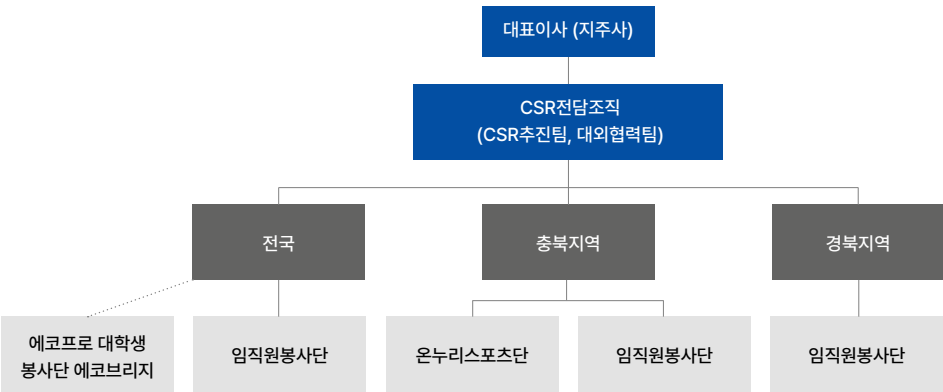 대표이사 (지주사)
CSR전담조직
(CSR추진팀, 대외협력팀)
전국
충북지역
경북지역
에코프로 대학생
봉사단 에코브리지
임직원봉사단
온누리스포츠단
임직원봉사단
임직원봉사단